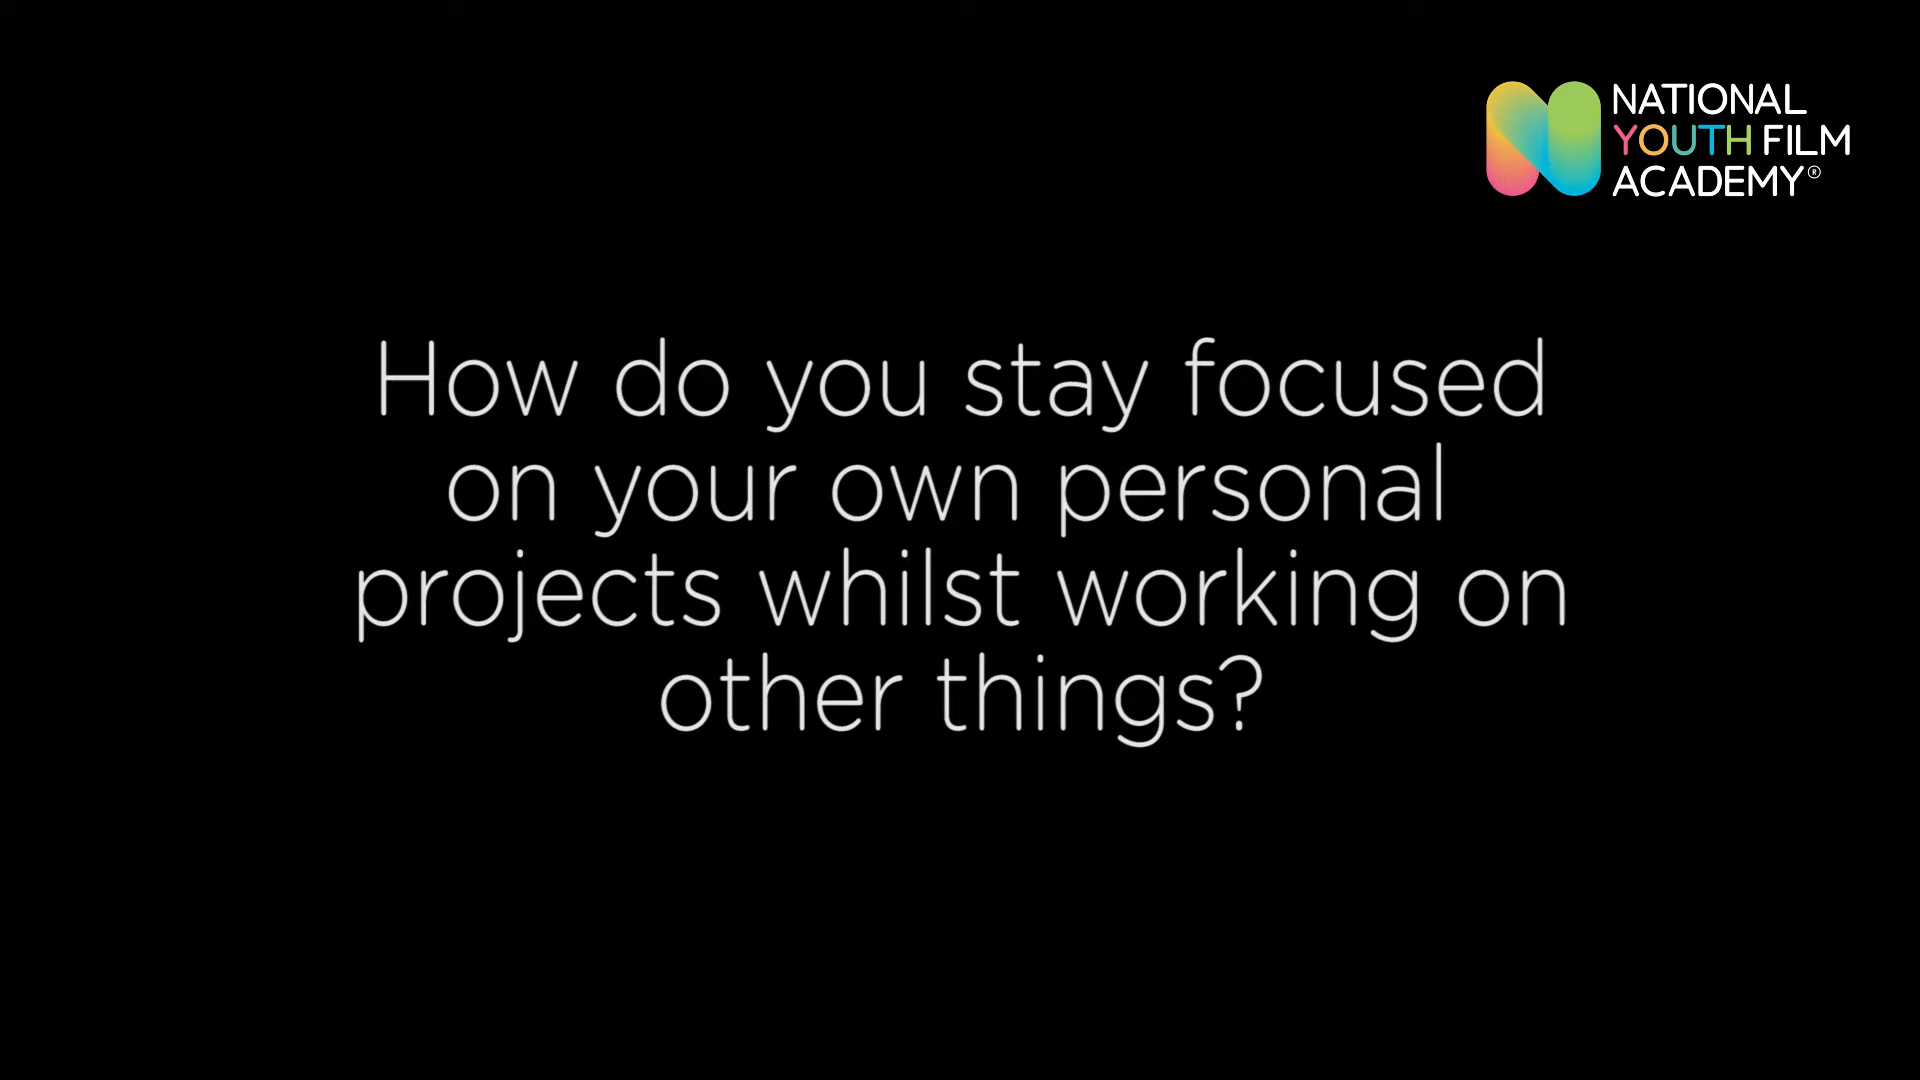 NATIONAL
YOUTH FILM
ACADEMY®
How do you stay focused
on your own personal
projects whilst working on
other things?